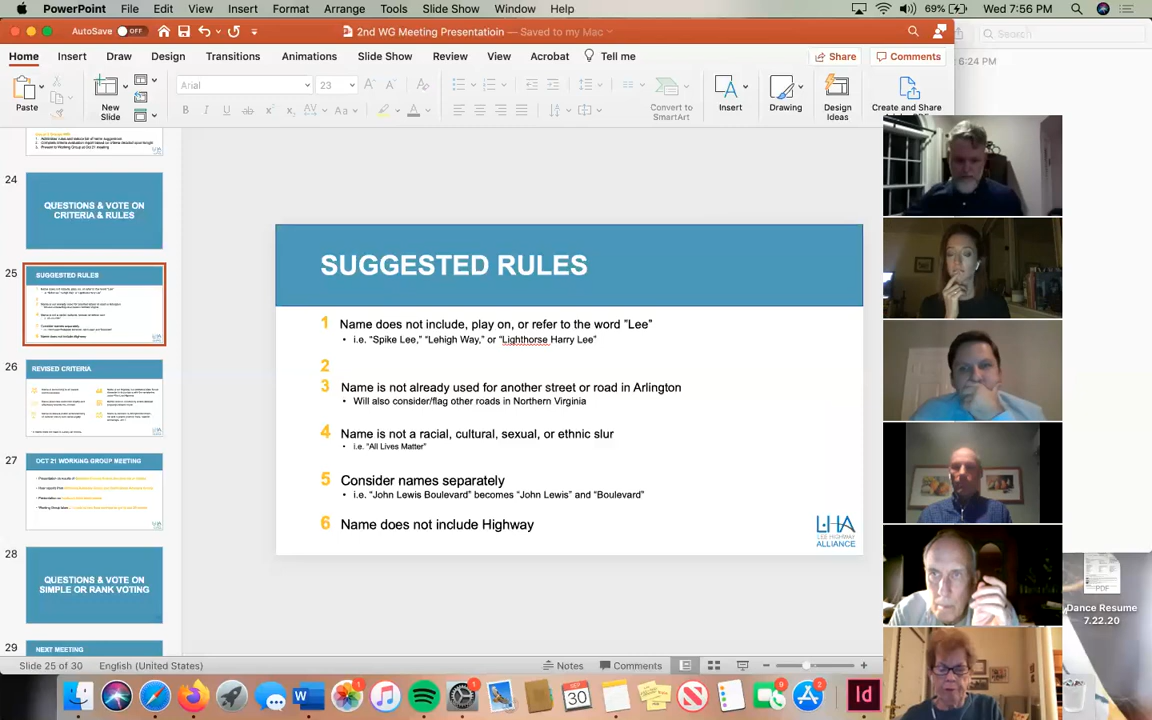 PowerPoint File Edit View Insert Format Arrange Tools Slide Show Window Help 69% Wed 7:56 PM
AutoSave OFF 2nd WG Meeting Presentatioin — Saved to my Mac Search
Home Insert Draw Design Transitions Animations Slide Show Review View Acrobat Tell me Share Comments 6:24 PM
Paste New Slide Arial 23 Convert to SmartArt Insert Drawing Design Ideas Create and Share
24
QUESTIONS & VOTE ON
CRITERIA & RULES
25
SUGGESTED RULES
26
REVISED CRITERIA
27
OCT 21 WORKING GROUP MEETING
28
QUESTIONS & VOTE ON
SIMPLE OR RANK VOTING
29
NEXT MEETING
SUGGESTED RULES
1 Name does not include, play on, or refer to the word "Lee"
• i.e. "Spike Lee," "Lehigh Way," or "Lighthorse Harry Lee"
2
3 Name is not already used for another street or road in Arlington
• Will also consider/flag other roads in Northern Virginia
4 Name is not a racial, cultural, sexual, or ethnic slur
• i.e. "All Lives Matter"
5 Consider names separately
• i.e. "John Lewis Boulevard" becomes "John Lewis" and "Boulevard"
6 Name does not include Highway
LHA
LEE HIGHWAY
ALLIANCE
PDF
Dance Resume
7.22.20
Slide 25 of 30 English (United States) Notes Comments
SEP
30
Id